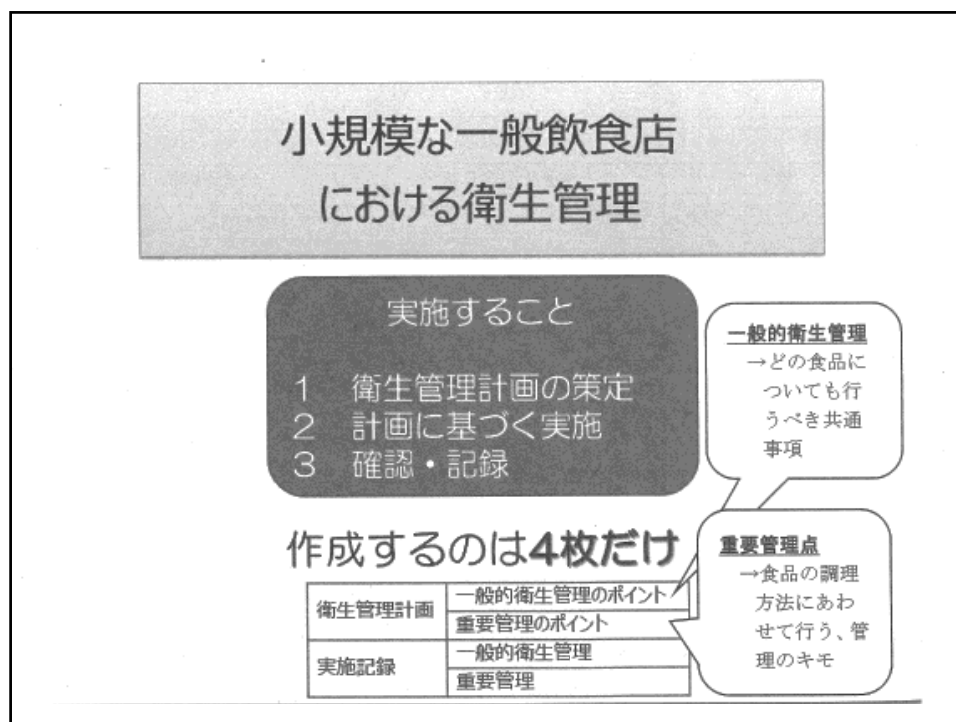 小規模な一般飲食店
における衛生管理
実施すること
1 衛生管理計画の策定
2 計画に基づく実施
3 確認・記録
一般的衛生管理
→どの食品に
ついても行
うべき共通
事項
作成するのは4枚だけ
衛生管理計画
一般的衛生管理のポイント
重要管理のポイント
実施記録
一般的衛生管理
重要管理
重要管理点
→食品の調理
方法にあわ
せて行う、管
理のキモ